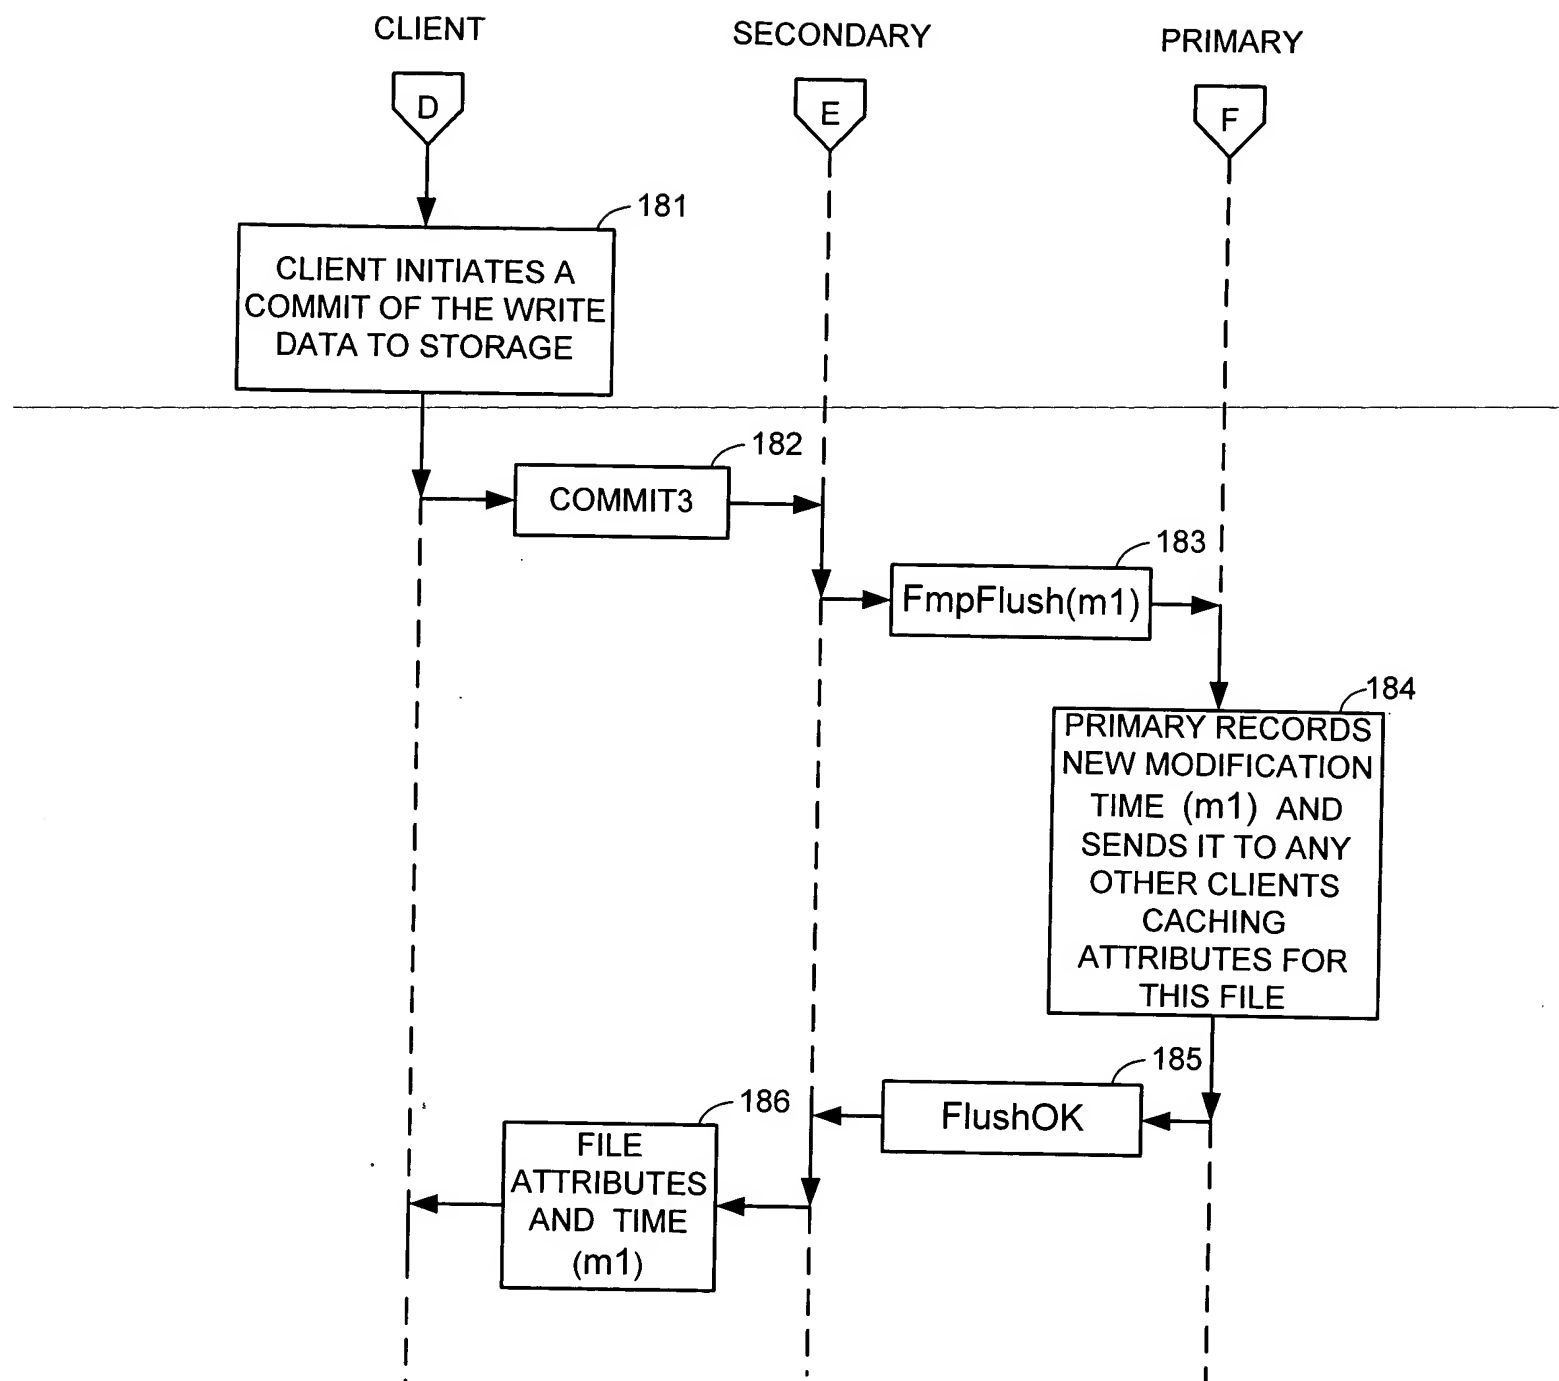 CLIENT
SECONDARY
PRIMARY
D
E
F
181
CLIENT INITIATES A
COMMIT OF THE WRITE
DATA TO STORAGE
182
COMMIT3
183
FmpFlush(m1)
184
PRIMARY RECORDS
NEW MODIFICATION
TIME (m1) AND
SENDS IT TO ANY
OTHER CLIENTS
CACHING
ATTRIBUTES FOR
THIS FILE
185
FlushOK
186
FILE
ATTRIBUTES
AND TIME
(m1)